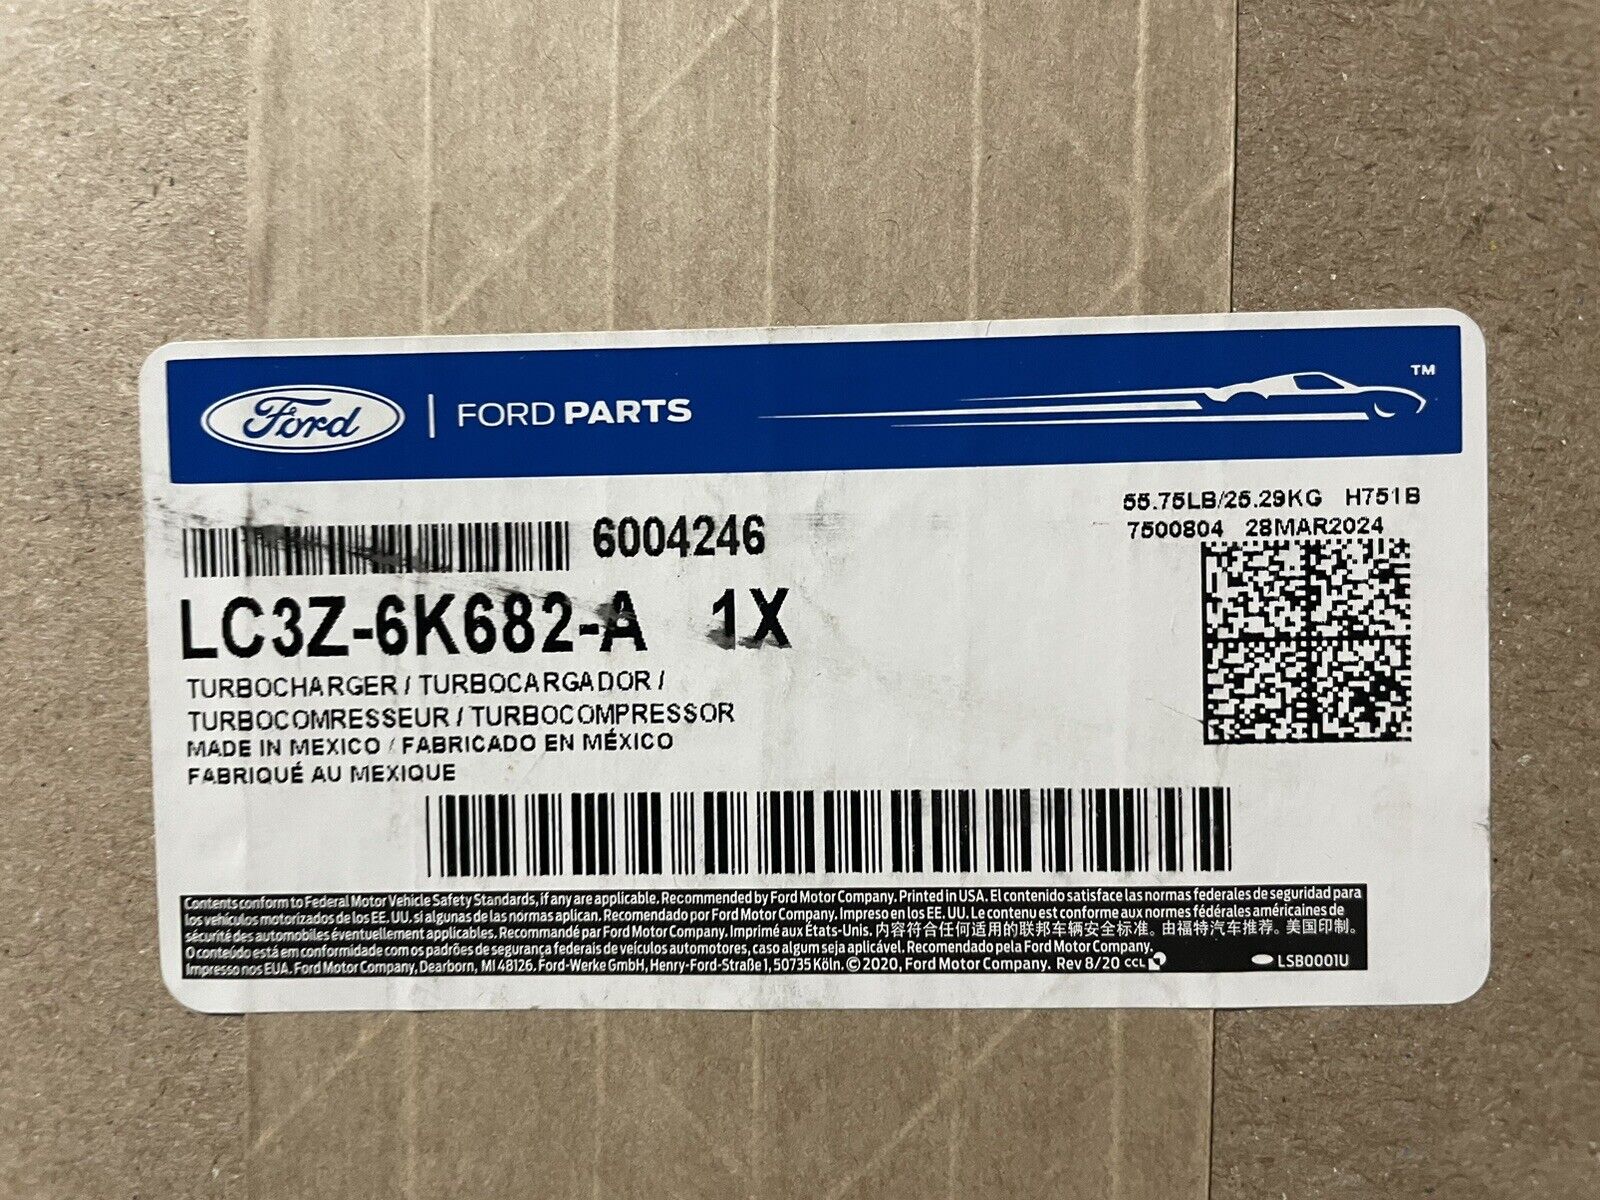 Ford | FORD PARTS
TM
55.75LB/25.29KG H751B
7500804 28MAR2024
6004246
LC3Z-6K682-A 1X
TURBOCHARGER / TURBOCARGADOR /
TURBOCOMRESSEUR / TURBOCOMPRESSOR
MADE IN MEXICO / FABRICADO EN MÉXICO
FABRIQUÉ AU MEXIQUE
Contents conform to Federal Motor Vehicle Safety Standards, if any are applicable. Recommended by Ford Motor Company. Printed in USA. El contenido satisface las normas federales de seguridad para
los vehículos motorizados de los EE. UU. si algunas de las normas aplican. Recomendado por Ford Motor Company. Impreso en los EE. UU. Le contenu est conforme aux normes fédérales américaines de
sécurité des automobiles éventuellement applicables. Recommandé par Ford Motor Company. Imprimé aux États-Unis. 内容符合任何适用的联邦车辆安全标准。由福特汽车推荐。美国印制。
O conteúdo está em conformidade com os padrões de segurança federais de veículos automotores, caso algum seja aplicável. Recomendado pela Ford Motor Company.
Impresso nos EUA. Ford Motor Company, Dearborn, MI 48126. Ford-Werke GmbH, Henry-Ford-Straße 1, 50735 Köln. © 2020, Ford Motor Company. Rev 8/20 CCL LSB0001U